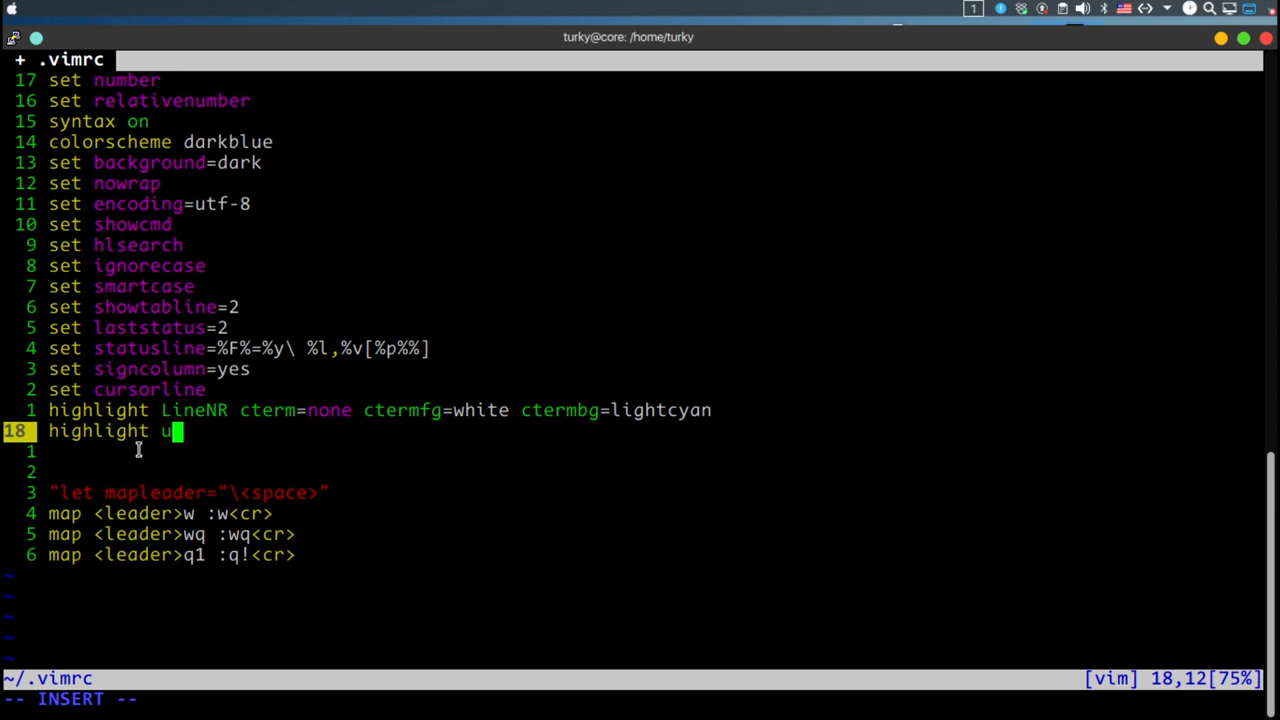 1
turky@core: /home/turky
+ .vimrc
17 set number
16 set relativenumber
15 syntax on
14 colorscheme darkblue
13 set background=dark
12 set nowrap
11 set encoding=utf-8
10 set showcmd
9 set hlsearch
8 set ignorecase
7 set smartcase
6 set showtabline=2
5 set laststatus=2
4 set statusline=%F%=%y\ %l,%v[%p%%]
3 set signcolumn=yes
2 set cursorline
1 highlight LineNR cterm=none ctermfg=white ctermbg=lightcyan
18 highlight u
1
2
3 "let mapleader="\<space>"
4 map <leader>w :w<cr>
5 map <leader>wq :wq<cr>
6 map <leader>q1 :q!<cr>
~
~
~
~
~
~/.vimrc [vim] 18,12[75%]
-- INSERT --